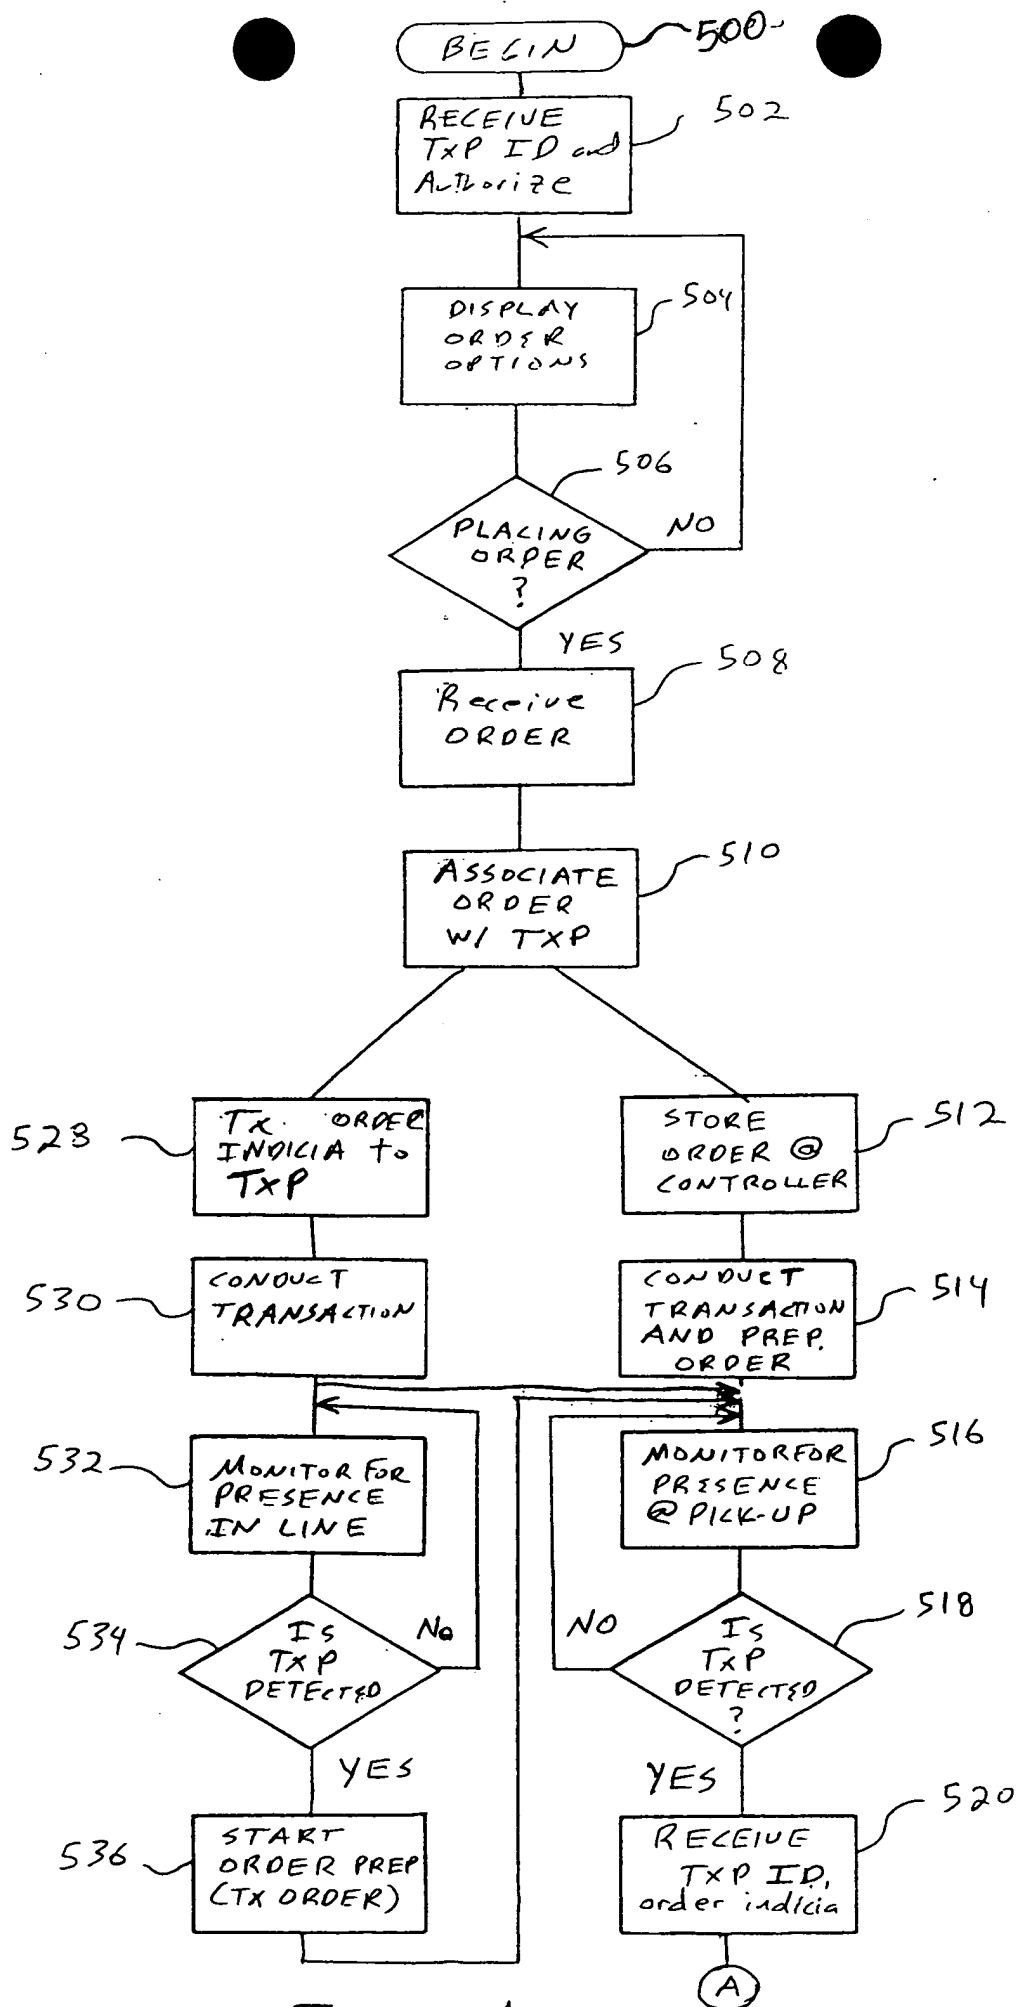 BEGIN
500
RECEIVE
TXP ID and
Authorize
502
DISPLAY
ORDER
OPTIONS
504
506
PLACING
ORDER
?
NO
YES
Receive
ORDER
508
ASSOCIATE
ORDER
W/ TXP
510
528
TX ORDER
INDICIA to
TXP
STORE
ORDER @
CONTROLLER
512
530
CONDUCT
TRANSACTION
CONDUCT
TRANSACTION
AND PREP.
ORDER
514
532
MONITOR FOR
PRESENCE
IN LINE
MONITOR FOR
PRESENCE
@ PICK-UP
516
534
IS
TXP
DETECTED
No
YES
NO
IS
TXP
DETECTED
?
518
YES
536
START
ORDER PREP
(TX ORDER)
RECEIVE
TXP ID,
order indicia
520
A